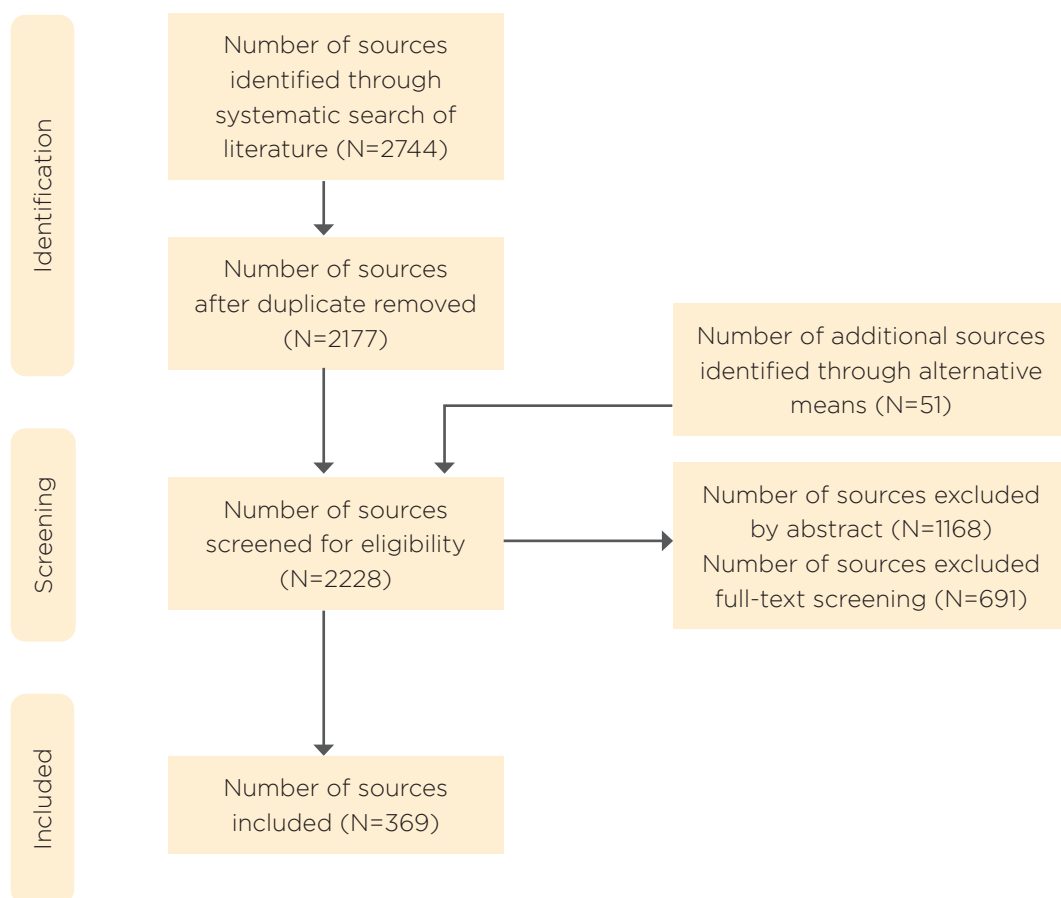 Identification
Number of sources
identified through
systematic search of
literature (N=2744)
Number of sources
after duplicate removed
(N=2177)
Number of additional sources
identified through alternative
means (N=51)
Screening
Number of sources
screened for eligibility
(N=2228)
Number of sources excluded
by abstract (N=1168)
Number of sources excluded
full-text screening (N=691)
Included
Number of sources
included (N=369)